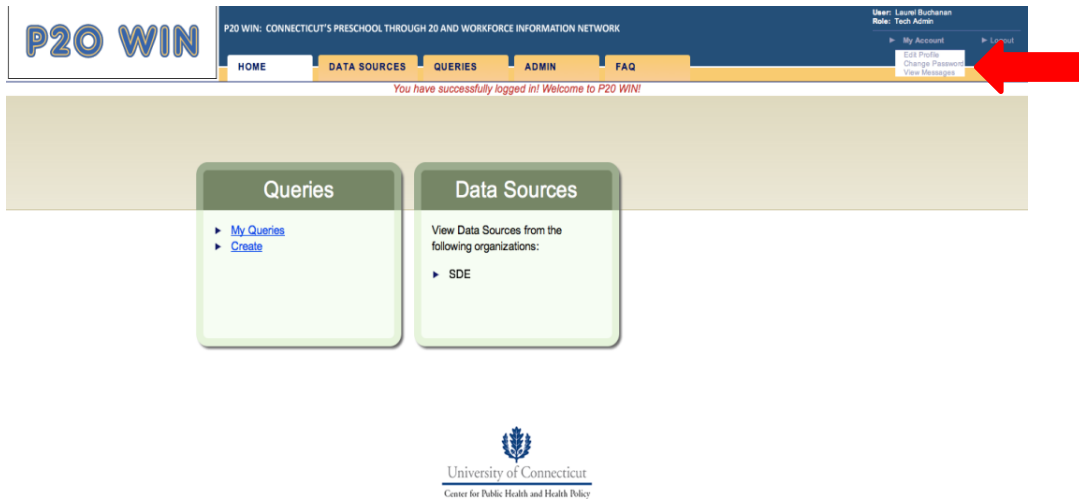 P20 WIN
P20 WIN: CONNECTICUT'S PRESCHOOL THROUGH 20 AND WORKFORCE INFORMATION NETWORK
User: Laurel Buchanan
Role: Tech Admin
My Account
Logout
Edit Profile
Change Password
View Messages
HOME
DATA SOURCES
QUERIES
ADMIN
FAQ
You have successfully logged in! Welcome to P20 WIN!
Queries
My Queries
Create
Data Sources
View Data Sources from the
following organizations:
SDE
University of Connecticut
Center for Public Health and Health Policy